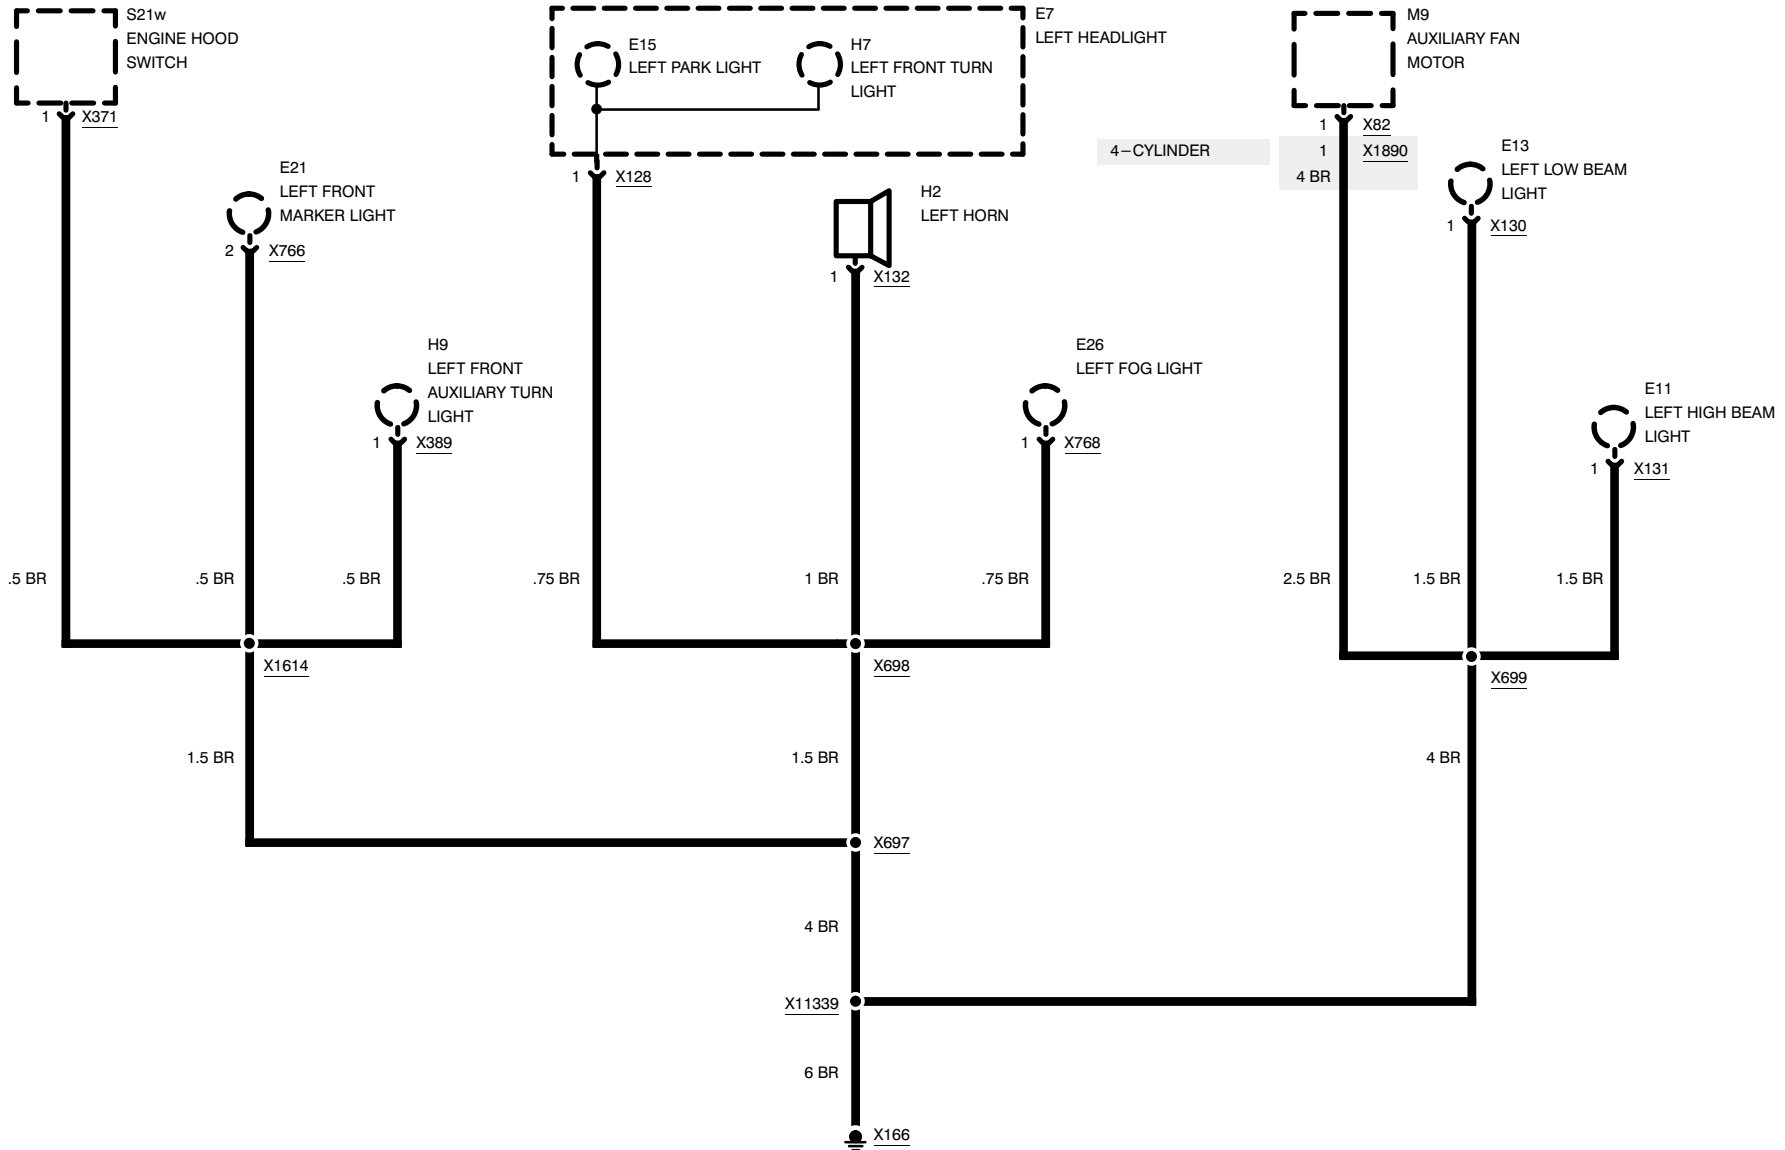 S21w
ENGINE HOOD
SWITCH
1 X371
E21
LEFT FRONT
MARKER LIGHT
2 X766
H9
LEFT FRONT
AUXILIARY TURN
LIGHT
1 X389
E7
LEFT HEADLIGHT
E15
LEFT PARK LIGHT
H7
LEFT FRONT TURN
LIGHT
1 X128
H2
LEFT HORN
1 X132
E26
LEFT FOG LIGHT
1 X768
M9
AUXILIARY FAN
MOTOR
1 X82
4–CYLINDER
1 X1890
4 BR
E13
LEFT LOW BEAM
LIGHT
1 X130
E11
LEFT HIGH BEAM
LIGHT
1 X131
.5 BR
.5 BR
.5 BR
.75 BR
1 BR
.75 BR
2.5 BR
1.5 BR
1.5 BR
X1614
X698
X699
1.5 BR
1.5 BR
4 BR
X697
4 BR
X11339
6 BR
X166